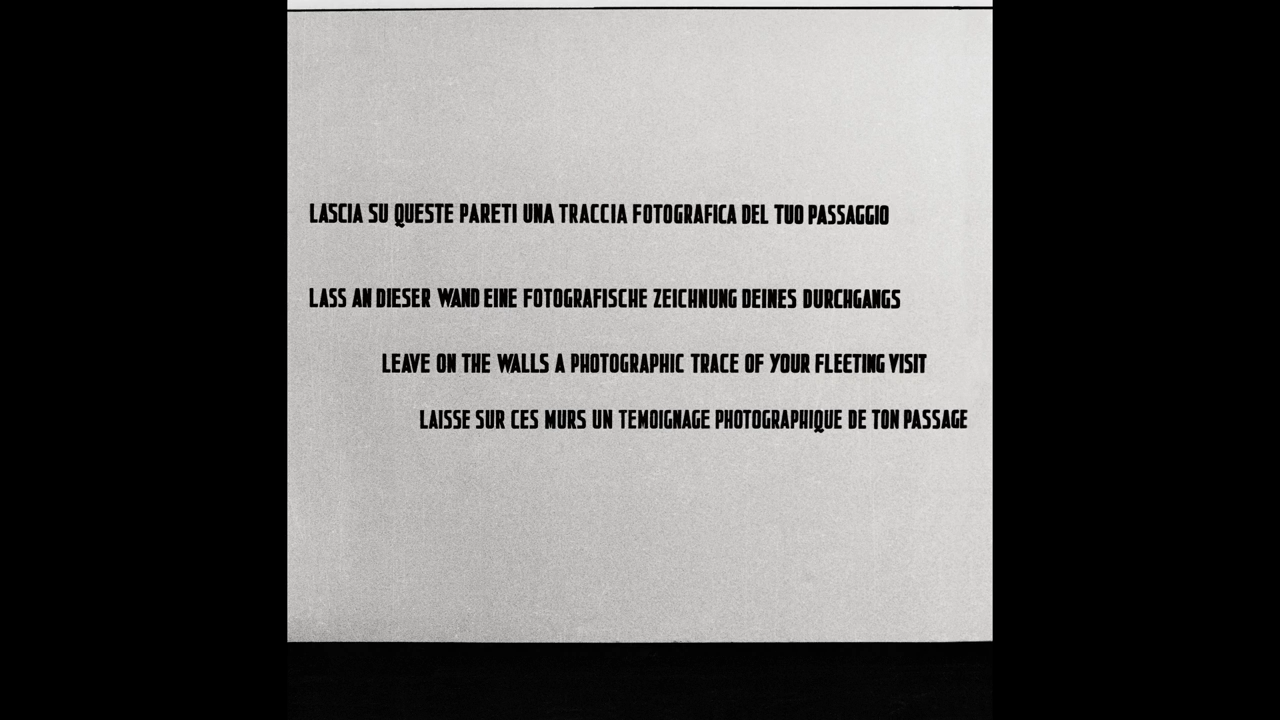 LASCIA SU QUESTE PARETI UNA TRACCIA FOTOGRAFICA DEL TUO PASSAGGIO
LASS AN DIESER WAND EINE FOTOGRAFISCHE ZEICHNUNG DEINES DURCHGANGS
LEAVE ON THE WALLS A PHOTOGRAPHIC TRACE OF YOUR FLEETING VISIT
LAISSE SUR CES MURS UN TEMOIGNAGE PHOTOGRAPHIQUE DE TON PASSAGE